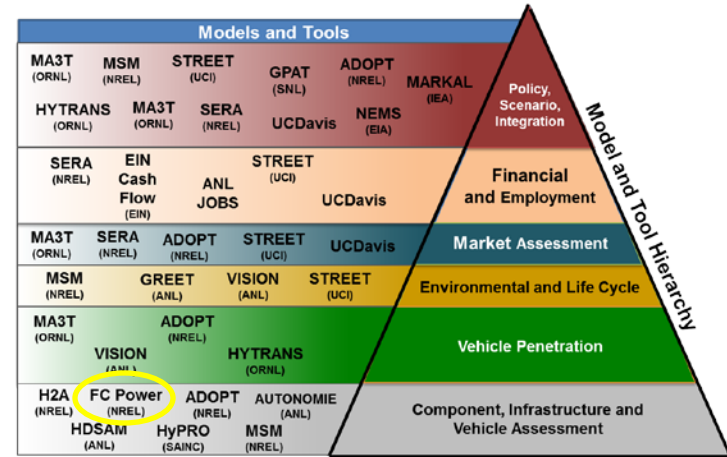 Models and Tools
MA3T MSM STREET GPAT ADOPT MARKAL
(ORNL) (NREL) (UCI) (SNL) (NREL) (IEA)
HYTRANS MA3T SERA UCDavis NEMS
(ORNL) (ORNL) (NREL) (EIA)
Policy,
Scenario,
Integration
SERA EIN STREET
(NREL) Cash (UCI)
Flow ANL
(EIN) JOBS UCDavis
Financial
and Employment
MA3T SERA ADOPT STREET UCDavis
(ORNL) (NREL) (NREL) (UCI)
Market Assessment
MSM GREET VISION STREET
(NREL) (ANL) (ANL) (UCI)
Environmental and Life Cycle
MA3T ADOPT
(ORNL) (NREL)
VISION HYTRANS
(ANL) (ORNL)
Vehicle Penetration
H2A FC Power ADOPT AUTONOMIE
(NREL) (NREL) (NREL) (ANL)
HDSAM HyPRO MSM
(ANL) (SAINC) (NREL)
Component, Infrastructure and
Vehicle Assessment
Model and Tool Hierarchy